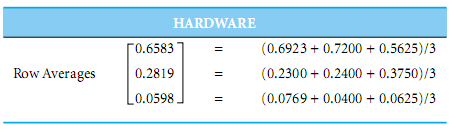 HARDWARE
[0.6583] = (0.6923 + 0.7200 + 0.5625)/3
Row Averages [0.2819] = (0.2300 + 0.2400 + 0.3750)/3
[0.0598] = (0.0769 + 0.0400 + 0.0625)/3